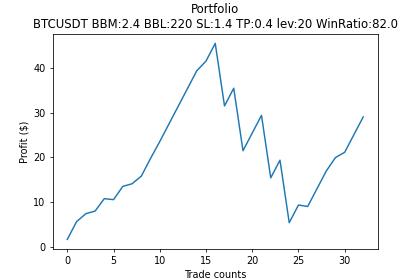 Portfolio
BTCUSDT BBM:2.4 BBL:220 SL:1.4 TP:0.4 lev:20 WinRatio:82.0
40
30
20
10
0
Profit ($)
0 5 10 15 20 25 30
Trade counts